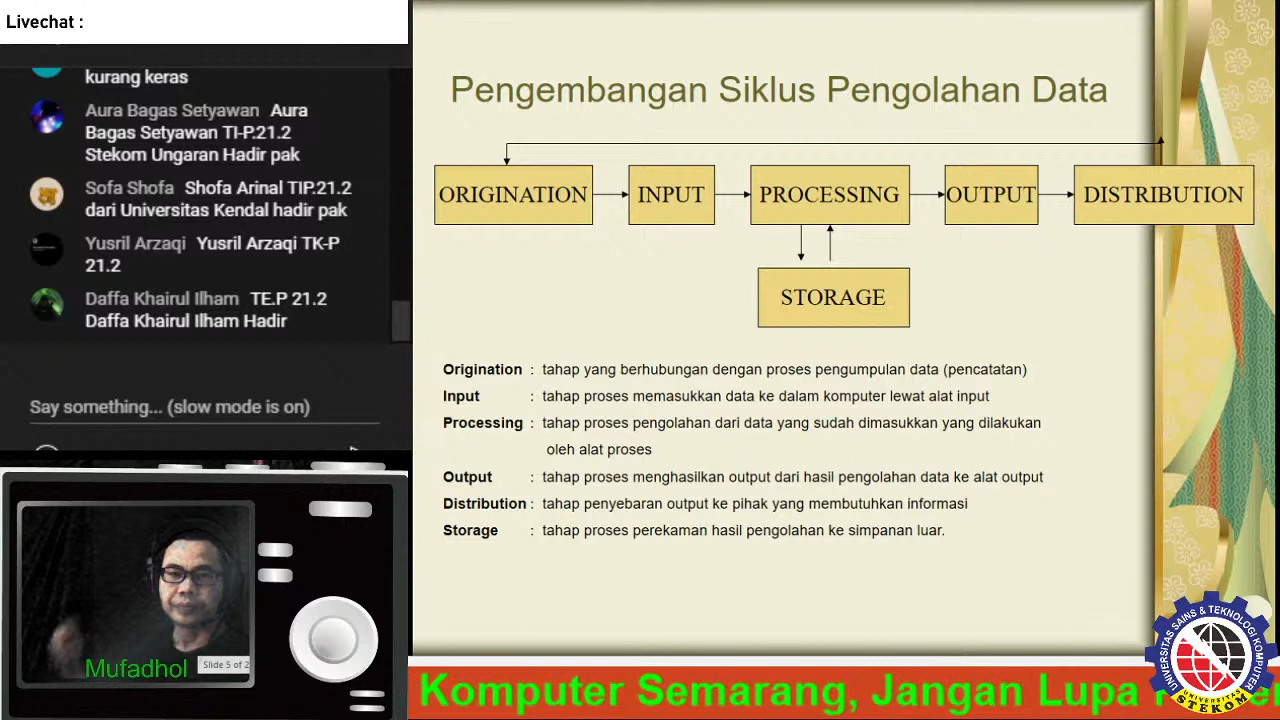 Livechat :
kurang keras
Aura Bagas Setyawan Aura
Bagas Setyawan TI-P.21.2
Stekom Ungaran Hadir pak
Sofa Shofa Shofa Arinal TIP.21.2
dari Universitas Kendal hadir pak
Yusril Arzaqi Yusril Arzaqi TK-P
21.2
Daffa Khairul Ilham TE.P 21.2
Daffa Khairul Ilham Hadir
Say something... (slow mode is on)
Mufadhol
Slide 5 of 2
Pengembangan Siklus Pengolahan Data
ORIGINATION
INPUT
PROCESSING
OUTPUT
DISTRIBUTION
STORAGE
Origination : tahap yang berhubungan dengan proses pengumpulan data (pencatatan)
Input : tahap proses memasukkan data ke dalam komputer lewat alat input
Processing : tahap proses pengolahan dari data yang sudah dimasukkan yang dilakukan
oleh alat proses
Output : tahap proses menghasilkan output dari hasil pengolahan data ke alat output
Distribution : tahap penyebaran output ke pihak yang membutuhkan informasi
Storage : tahap proses perekaman hasil pengolahan ke simpanan luar.
Komputer Semarang, Jangan Lupa
UNIVERSITAS SAINS & TEKNOLOGI KOMPUTER
UNIVERSITAS
STEKOM